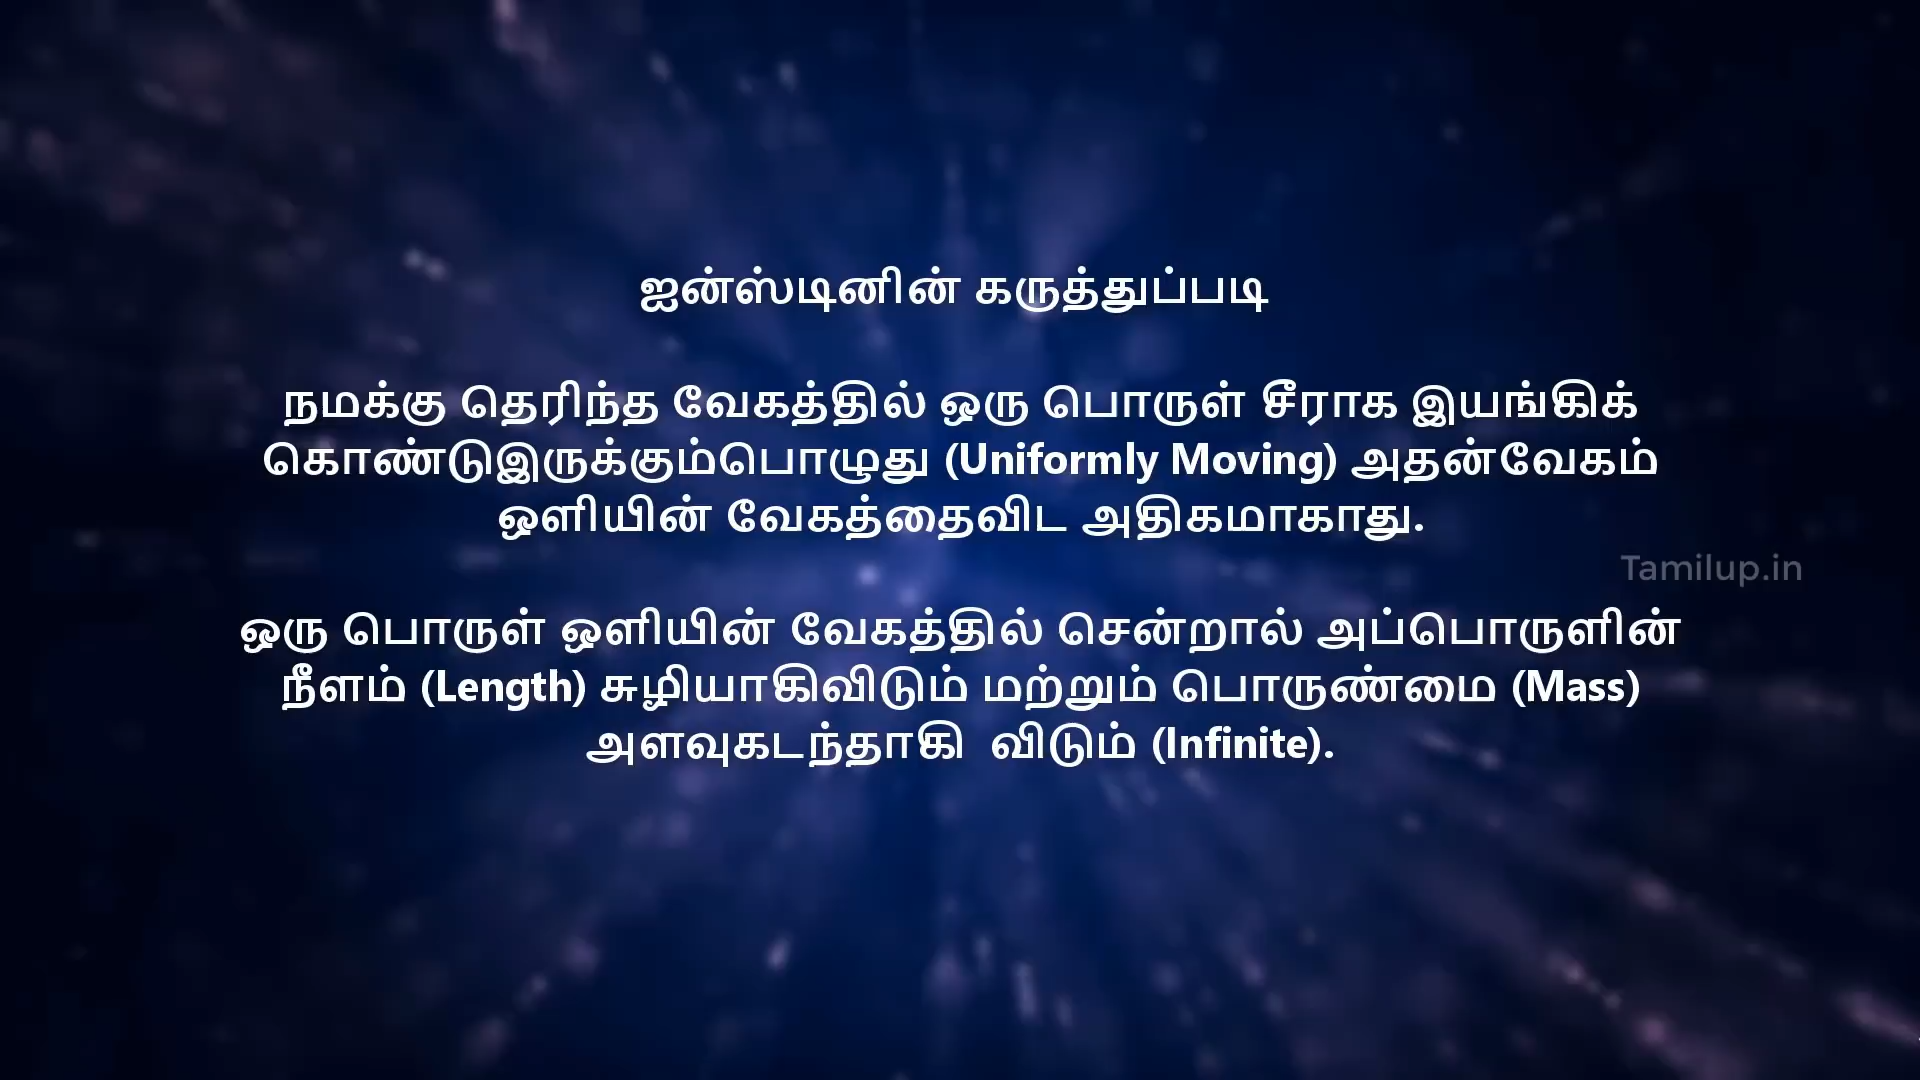 ஐன்ஸ்டினின் கருத்துப்படி
நமக்கு தெரிந்த வேகத்தில் ஒரு பொருள் சீராக இயங்கிக்
கொண்டுஇருக்கும்பொழுது (Uniformly Moving) அதன்வேகம்
ஒளியின் வேகத்தைவிட அதிகமாகாது.
Tamilup.in
ஒரு பொருள் ஒளியின் வேகத்தில் சென்றால் அப்பொருளின்
நீளம் (Length) சுழியாகிவிடும் மற்றும் பொருண்மை (Mass)
அளவுகடந்தாகி விடும் (Infinite).